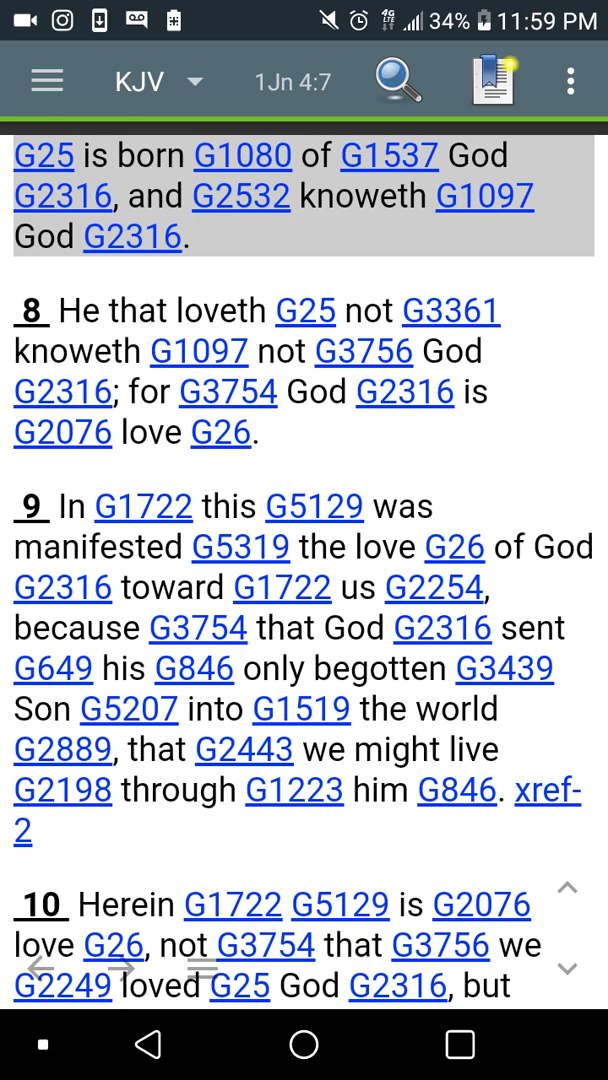 34% 11:59 PM
KJV 1Jn 4:7
G25 is born G1080 of G1537 God
G2316, and G2532 knoweth G1097
God G2316.
8 He that loveth G25 not G3361
knoweth G1097 not G3756 God
G2316; for G3754 God G2316 is
G2076 love G26.
9 In G1722 this G5129 was
manifested G5319 the love G26 of God
G2316 toward G1722 us G2254,
because G3754 that God G2316 sent
G649 his G846 only begotten G3439
Son G5207 into G1519 the world
G2889, that G2443 we might live
G2198 through G1223 him G846. xref-
2
10 Herein G1722 G5129 is G2076
love G26, not G3754 that G3756 we
G2249 loved G25 God G2316, but